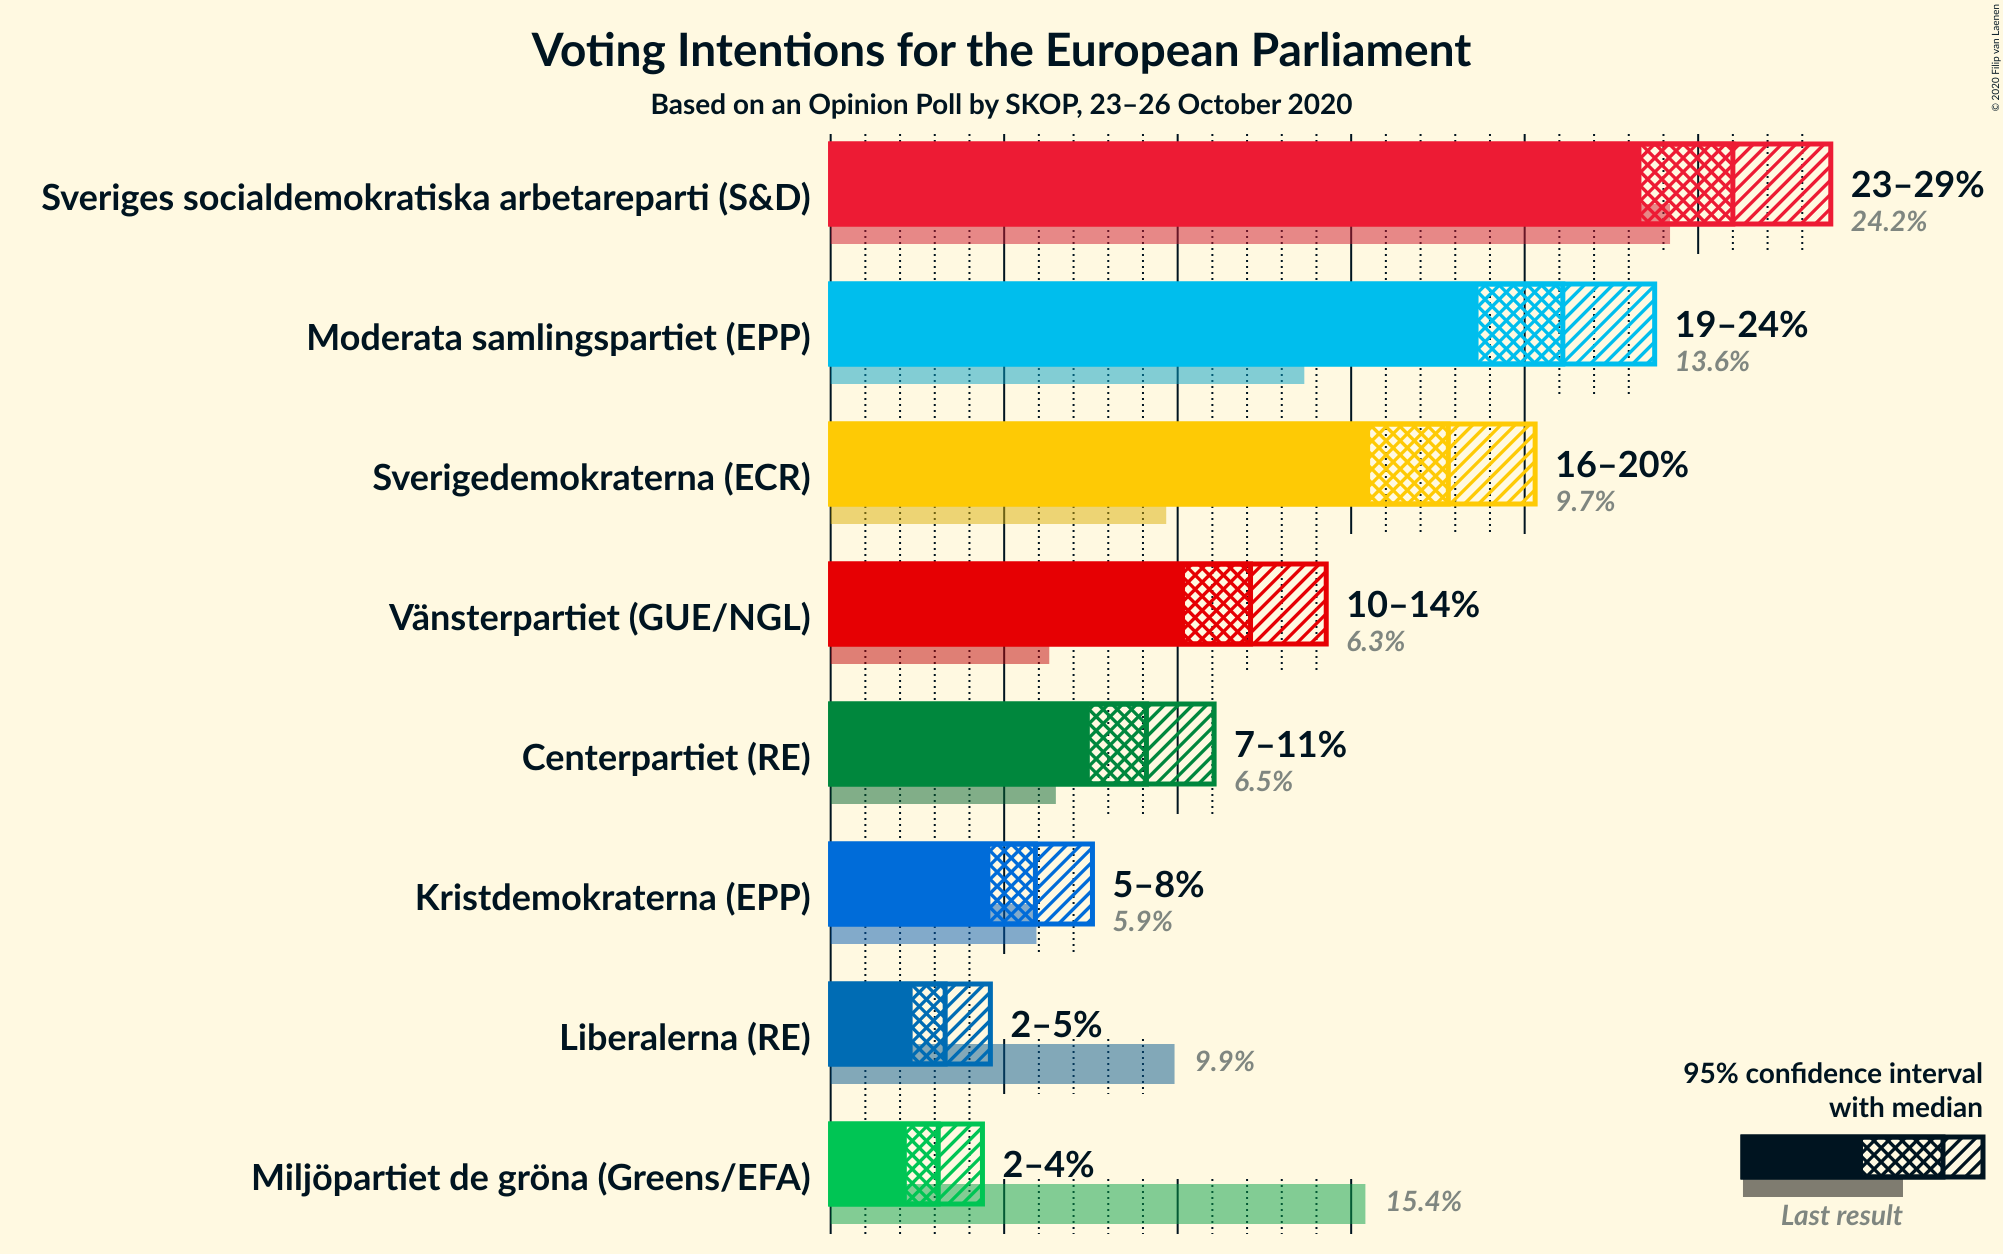 Voting Intentions for the European Parliament
Based on an Opinion Poll by SKOP, 23–26 October 2020
© 2020 Filip van Laenen
Sveriges socialdemokratiska arbetareparti (S&D)
23–29%
24.2%
Moderata samlingspartiet (EPP)
19–24%
13.6%
Sverigedemokraterna (ECR)
16–20%
9.7%
Vänsterpartiet (GUE/NGL)
10–14%
6.3%
Centerpartiet (RE)
7–11%
6.5%
Kristdemokraterna (EPP)
5–8%
5.9%
Liberalerna (RE)
2–5%
9.9%
Miljöpartiet de gröna (Greens/EFA)
2–4%
15.4%
95% confidence interval
with median
Last result